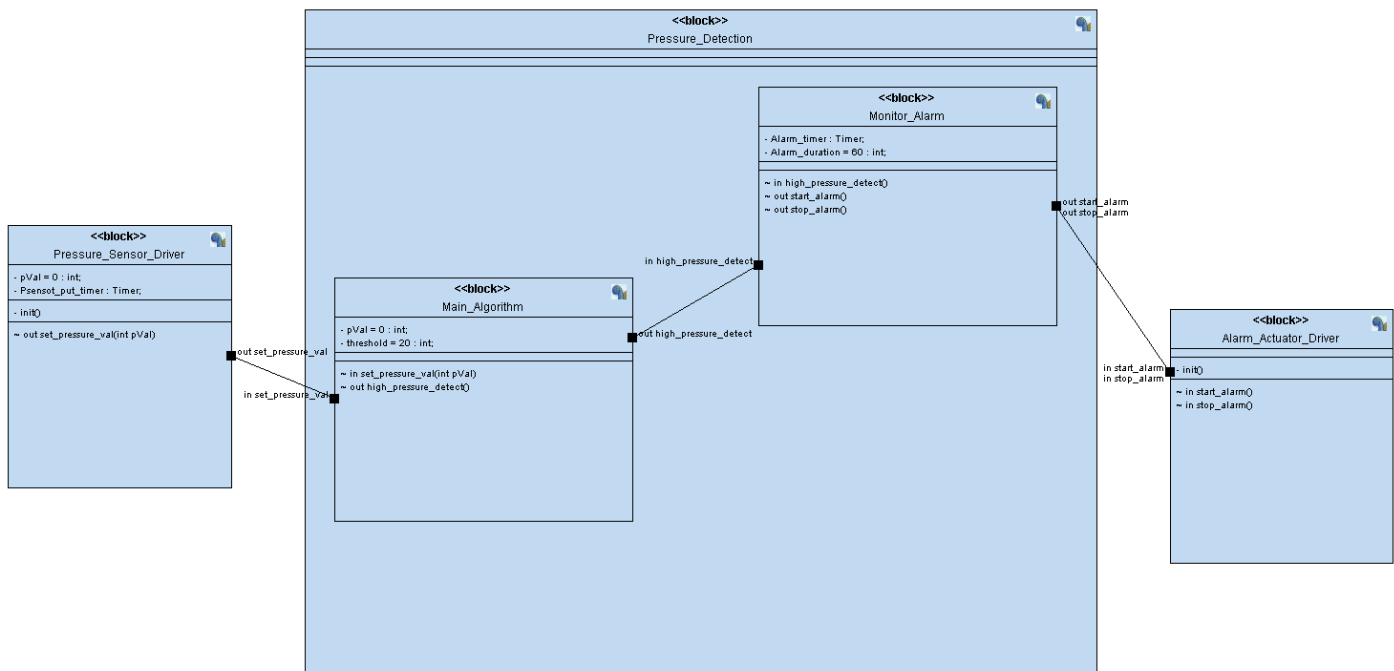 <<block>>
Pressure_Detection
<<block>>
Monitor_Alarm
- Alarm_timer : Timer;
- Alarm_duration = 60 : int;
~ in high_pressure_detect()
~ out start_alarm()
~ out stop_alarm()
out start_alarm
out stop_alarm
<<block>>
Pressure_Sensor_Driver
- pVal = 0 : int;
- Psensot_put_timer : Timer;
- init()
~ out set_pressure_val(int pVal)
out set_pressure_val
in set_pressure_val
<<block>>
Main_Algorithm
- pVal = 0 : int;
- threshold = 20 : int;
~ in set_pressure_val(int pVal)
~ out high_pressure_detect()
in high_pressure_detect
out high_pressure_detect
<<block>>
Alarm_Actuator_Driver
- init()
~ in start_alarm()
~ in stop_alarm()
in start_alarm
in stop_alarm